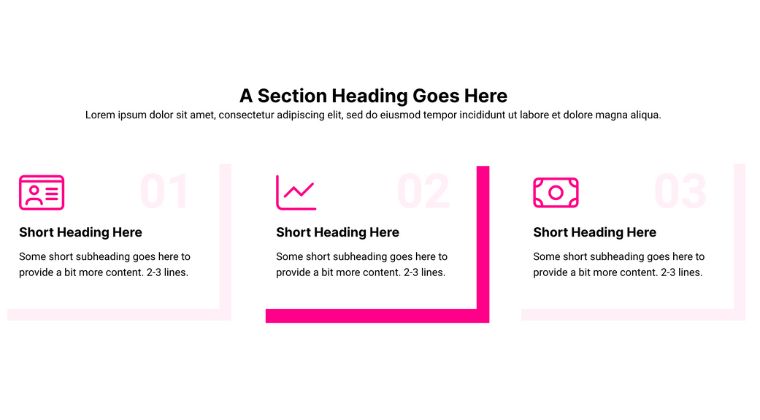 A Section Heading Goes Here
Lorem ipsum dolor sit amet, consectetur adipiscing elit, sed do eiusmod tempor incididunt ut labore et dolore magna aliqua.
01
Short Heading Here
Some short subheading goes here to
provide a bit more content. 2-3 lines.
02
Short Heading Here
Some short subheading goes here to
provide a bit more content. 2-3 lines.
03
Short Heading Here
Some short subheading goes here to
provide a bit more content. 2-3 lines.